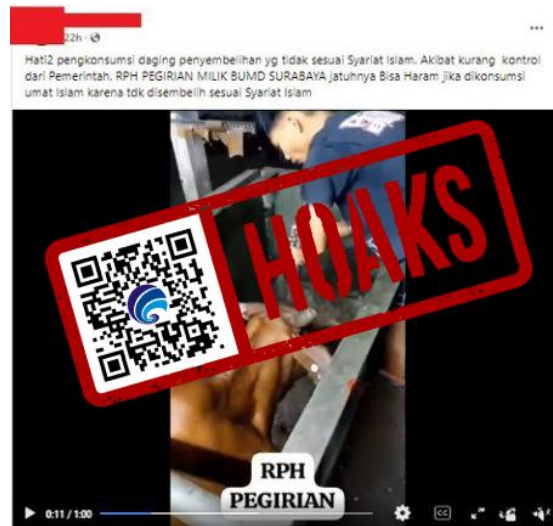 22h ·
Hati2 pengkonsumsi daging penyembelihan yg tidak sesuai Syariat Islam. Akibat kurang kontrol
dari Pemerintah. RPH PEGIRIAN MILIK BUMD SURABAYA jatuhnya Bisa Haram jika dikonsumsi
umat Islam karena tdk disembelih sesuai Syariat Islam
HOAKS
RPH
PEGIRIAN
0:11 / 1:00
CC